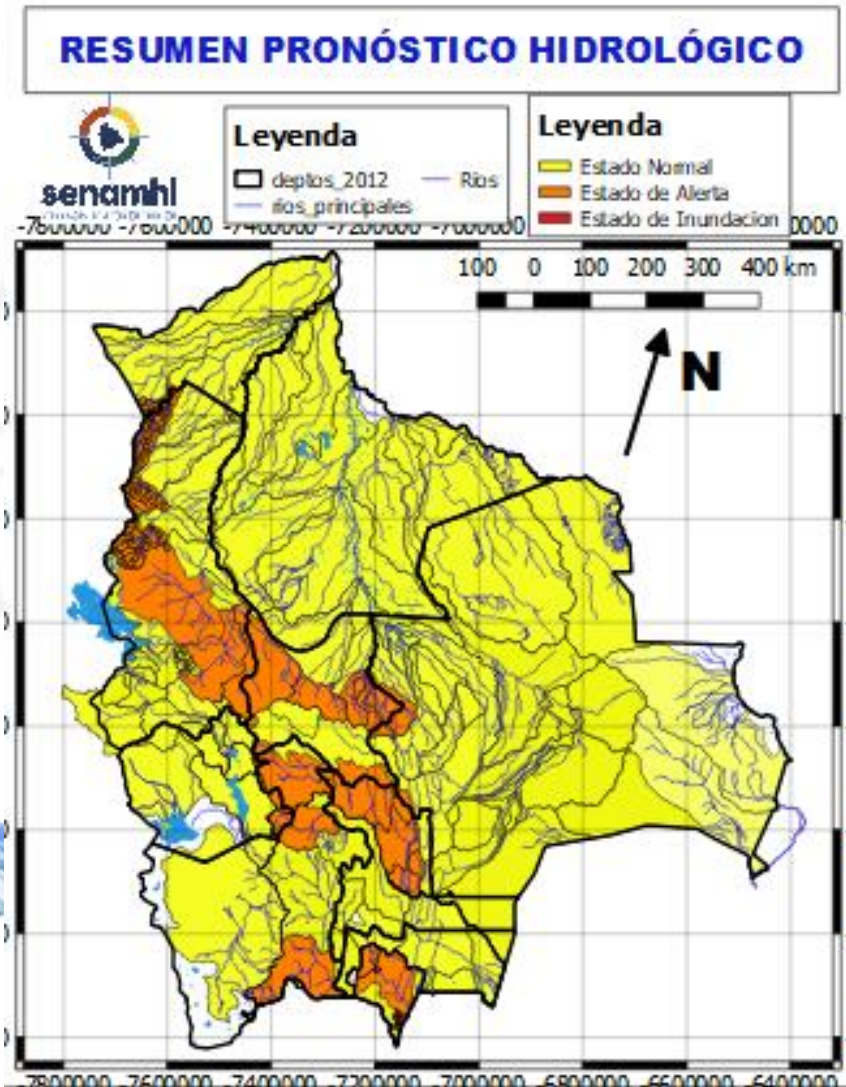 RESUMEN PRONÓSTICO HIDROLÓGICO
senamhi
Leyenda
deptos_2012
Rios
rios_principales
Leyenda
Estado Normal
Estado de Alerta
Estado de Inundacion
-7800000 -7600000 -7400000 -7200000 -7000000
100 0 100 200 300 400 km
N
-7800000 -7600000 -7400000 -7200000 -7000000 -6800000 -6600000 -6400000